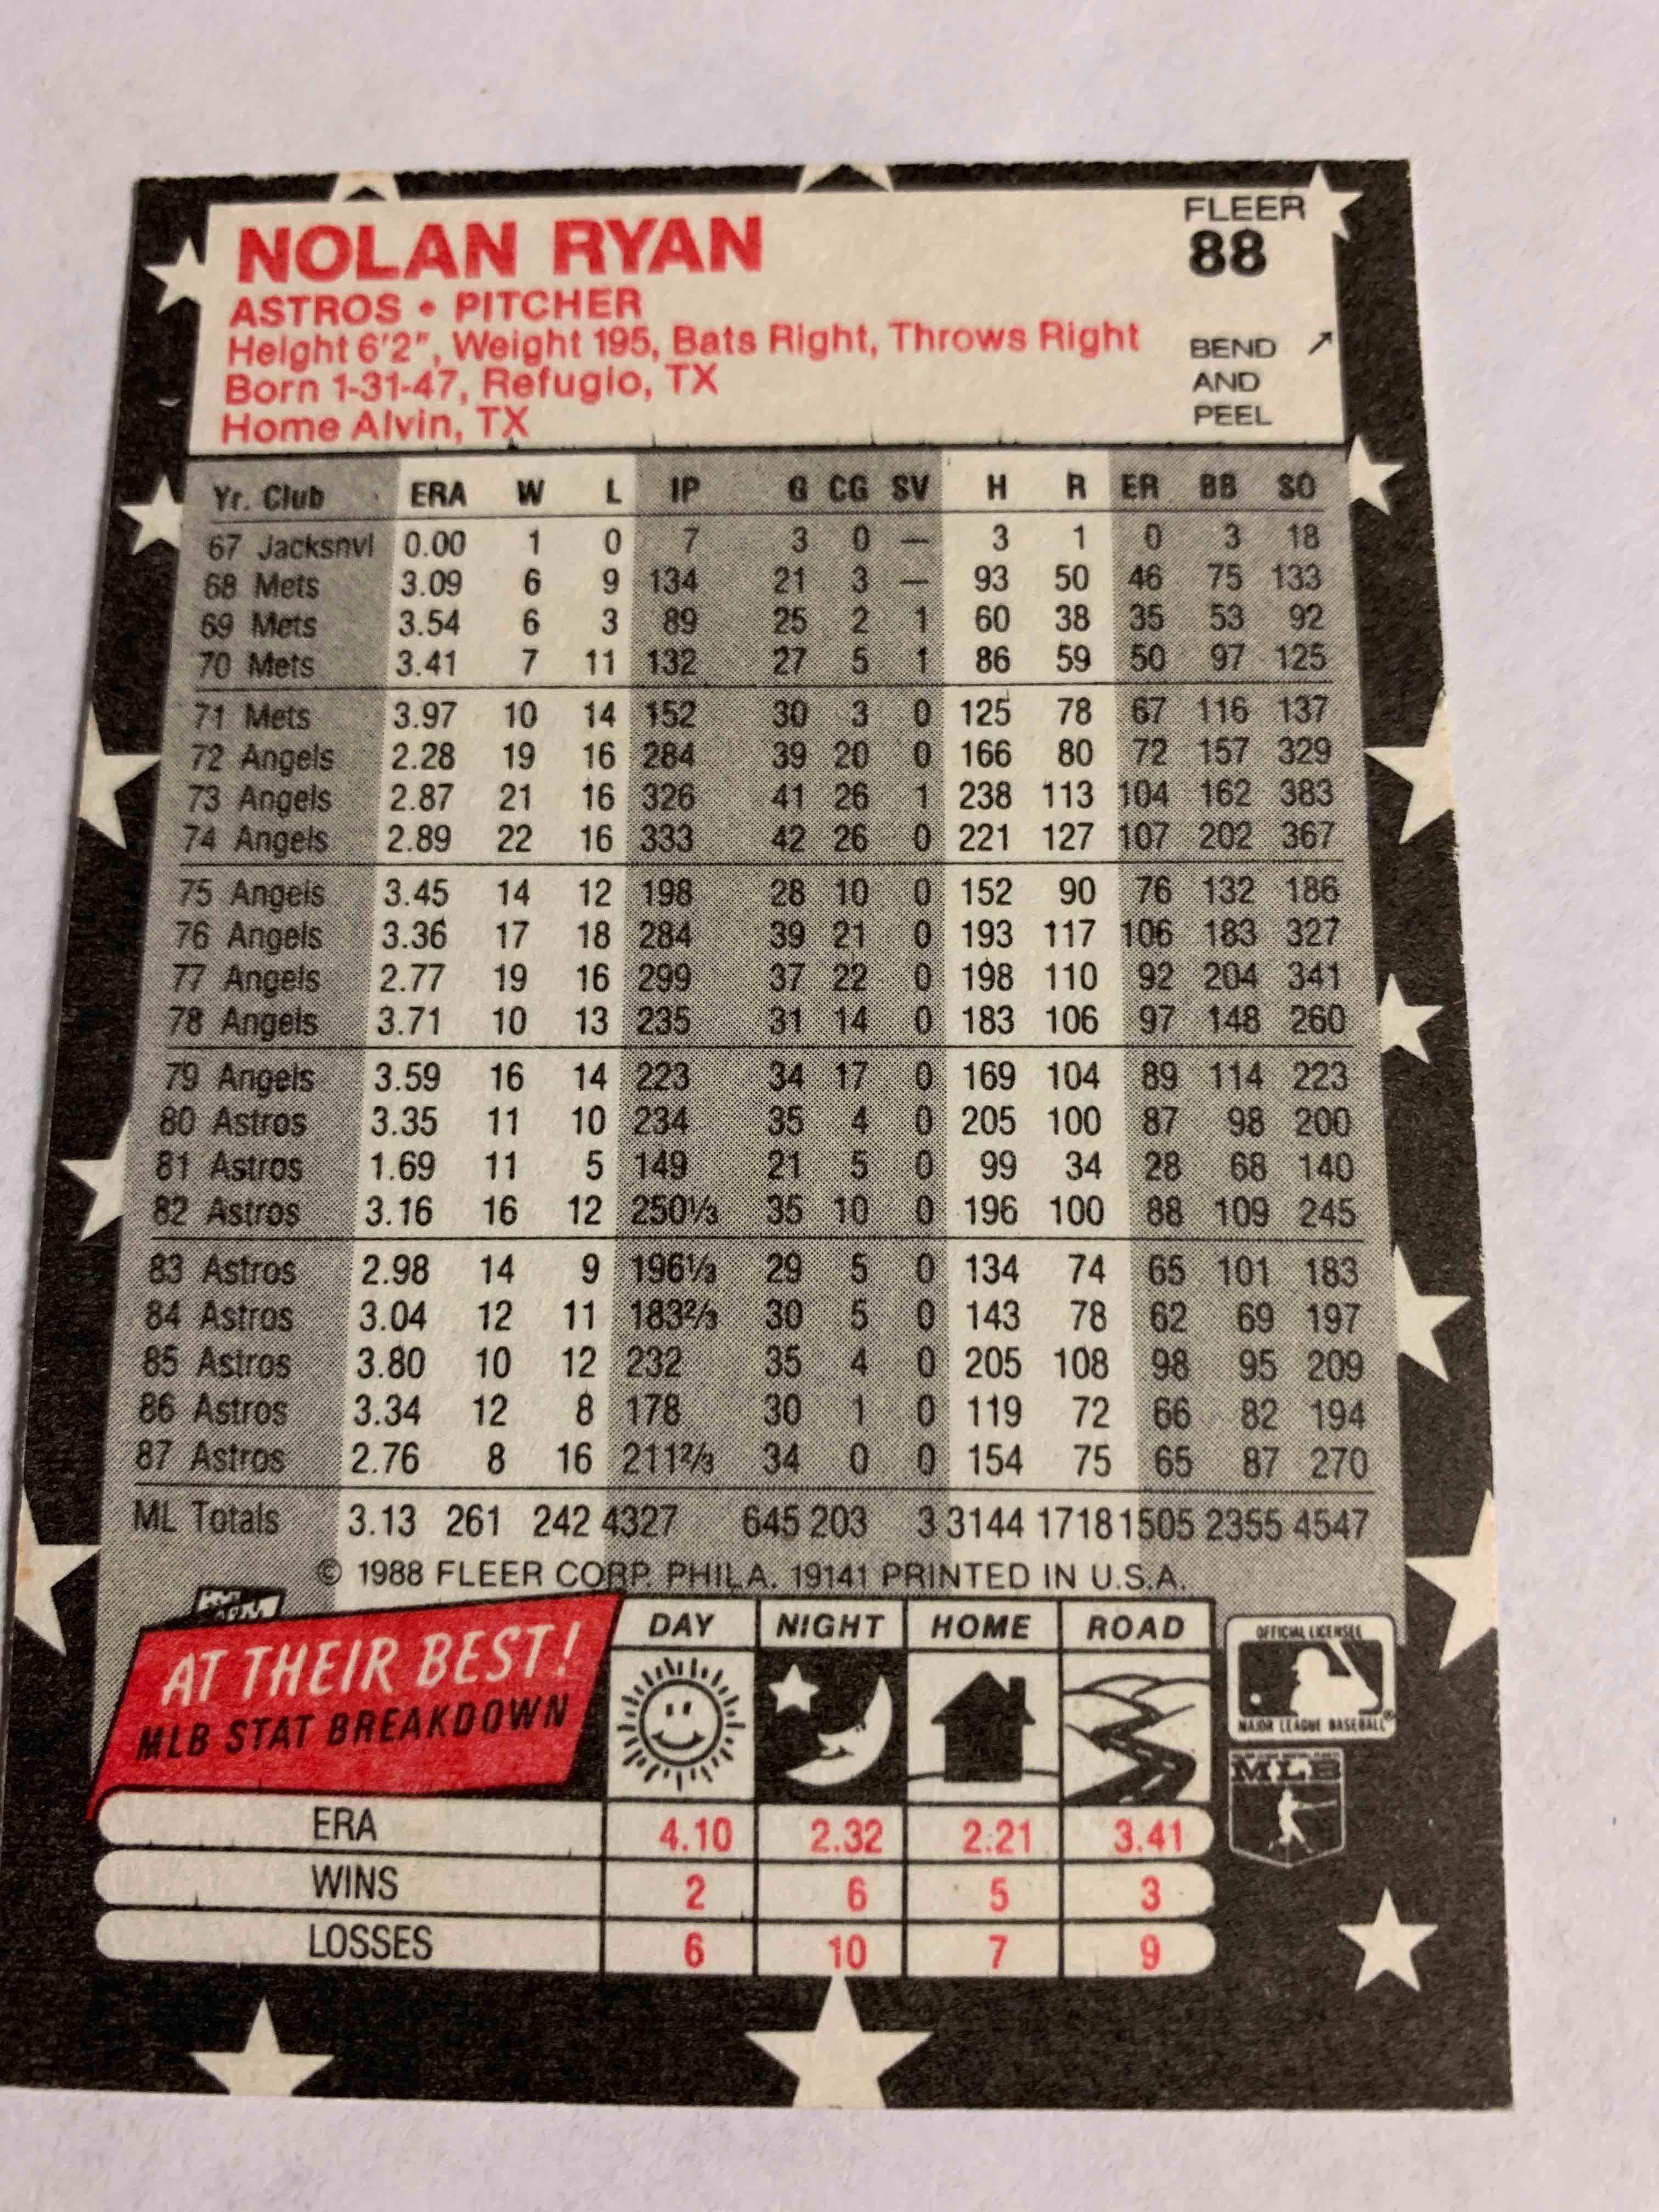 FLEER
NOLAN RYAN 88
ASTROS • PITCHER
Height 6'2", Weight 195, Bats Right, Throws Right
Born 1-31-47, Refugio, TX
Home Alvin, TX
BEND ↗
AND
PEEL
Yr. Club ERA W L IP G CG SV H R ER BB SO
67 Jacksnvl 0.00 1 0 7 3 0 — 3 1 0 3 18
68 Mets 3.09 6 9 134 21 3 — 93 50 46 75 133
69 Mets 3.54 6 3 89 25 2 1 60 38 35 53 92
70 Mets 3.41 7 11 132 27 5 1 86 59 50 97 125
71 Mets 3.97 10 14 152 30 3 0 125 78 67 116 137
72 Angels 2.28 19 16 284 39 20 0 166 80 72 157 329
73 Angels 2.87 21 16 326 41 26 1 238 113 104 162 383
74 Angels 2.89 22 16 333 42 26 0 221 127 107 202 367
75 Angels 3.45 14 12 198 28 10 0 152 90 76 132 186
76 Angels 3.36 17 18 284 39 21 0 193 117 106 183 327
77 Angels 2.77 19 16 299 37 22 0 198 110 92 204 341
78 Angels 3.71 10 13 235 31 14 0 183 106 97 148 260
79 Angels 3.59 16 14 223 34 17 0 169 104 89 114 223
80 Astros 3.35 11 10 234 35 4 0 205 100 87 98 200
81 Astros 1.69 11 5 149 21 5 0 99 34 28 68 140
82 Astros 3.16 16 12 250⅓ 35 10 0 196 100 88 109 245
83 Astros 2.98 14 9 196⅓ 29 5 0 134 74 65 101 183
84 Astros 3.04 12 11 183⅔ 30 5 0 143 78 62 69 197
85 Astros 3.80 10 12 232 35 4 0 205 108 98 95 209
86 Astros 3.34 12 8 178 30 1 0 119 72 66 82 194
87 Astros 2.76 8 16 211⅔ 34 0 0 154 75 65 87 270
ML Totals 3.13 261 242 4327 645 203 3 3144 1718 1505 2355 4547
© 1988 FLEER CORP. PHILA. 19141 PRINTED IN U.S.A.
AT THEIR BEST!
MLB STAT BREAKDOWN
DAY NIGHT HOME ROAD
ERA 4.10 2.32 2.21 3.41
WINS 2 6 5 3
LOSSES 6 10 7 9
OFFICIAL LICENSEE
MAJOR LEAGUE BASEBALL®
MLB